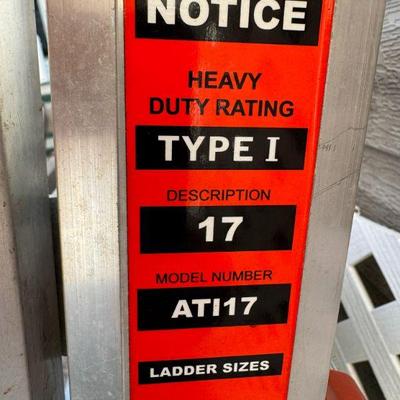 NOTICE
HEAVY
DUTY RATING
TYPE I
DESCRIPTION
17
MODEL NUMBER
ATI17
LADDER SIZES